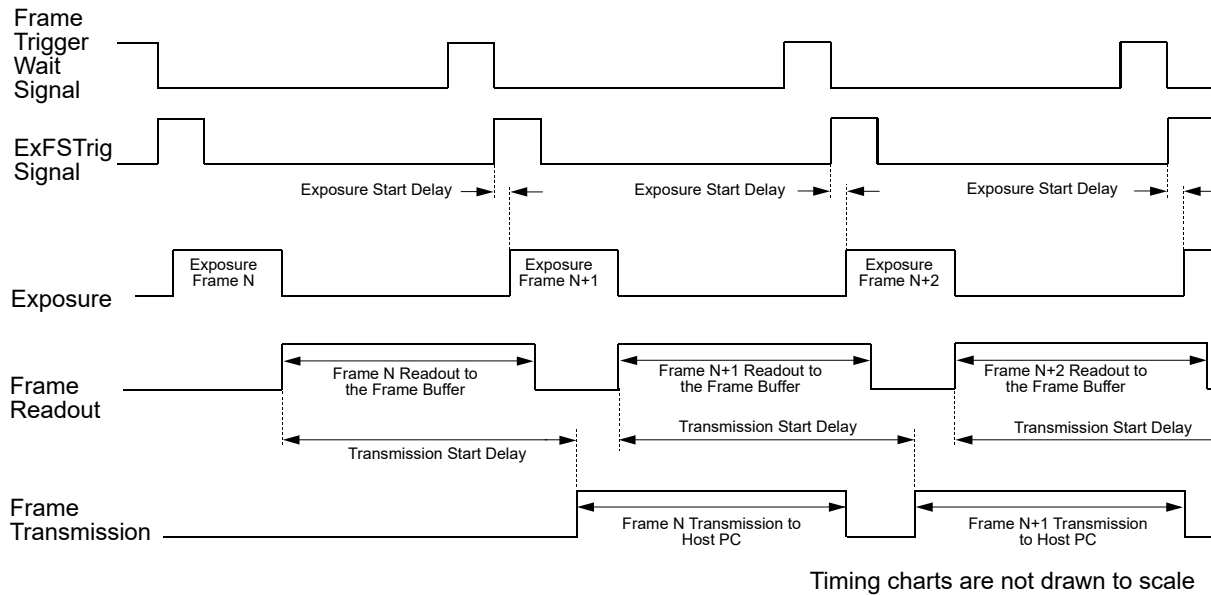 Frame
Trigger
Wait
Signal
ExFSTrig
Signal
Exposure Start Delay
Exposure Start Delay
Exposure Start Delay
Exposure
Frame N
Exposure
Frame N+1
Exposure
Frame N+2
Exposure
Frame N Readout to
the Frame Buffer
Frame N+1 Readout to
the Frame Buffer
Frame N+2 Readout to
the Frame Buffer
Frame
Readout
Transmission Start Delay
Transmission Start Delay
Transmission Start Delay
Frame
Transmission
Frame N Transmission to
Host PC
Frame N+1 Transmission
to Host PC
Timing charts are not drawn to scale